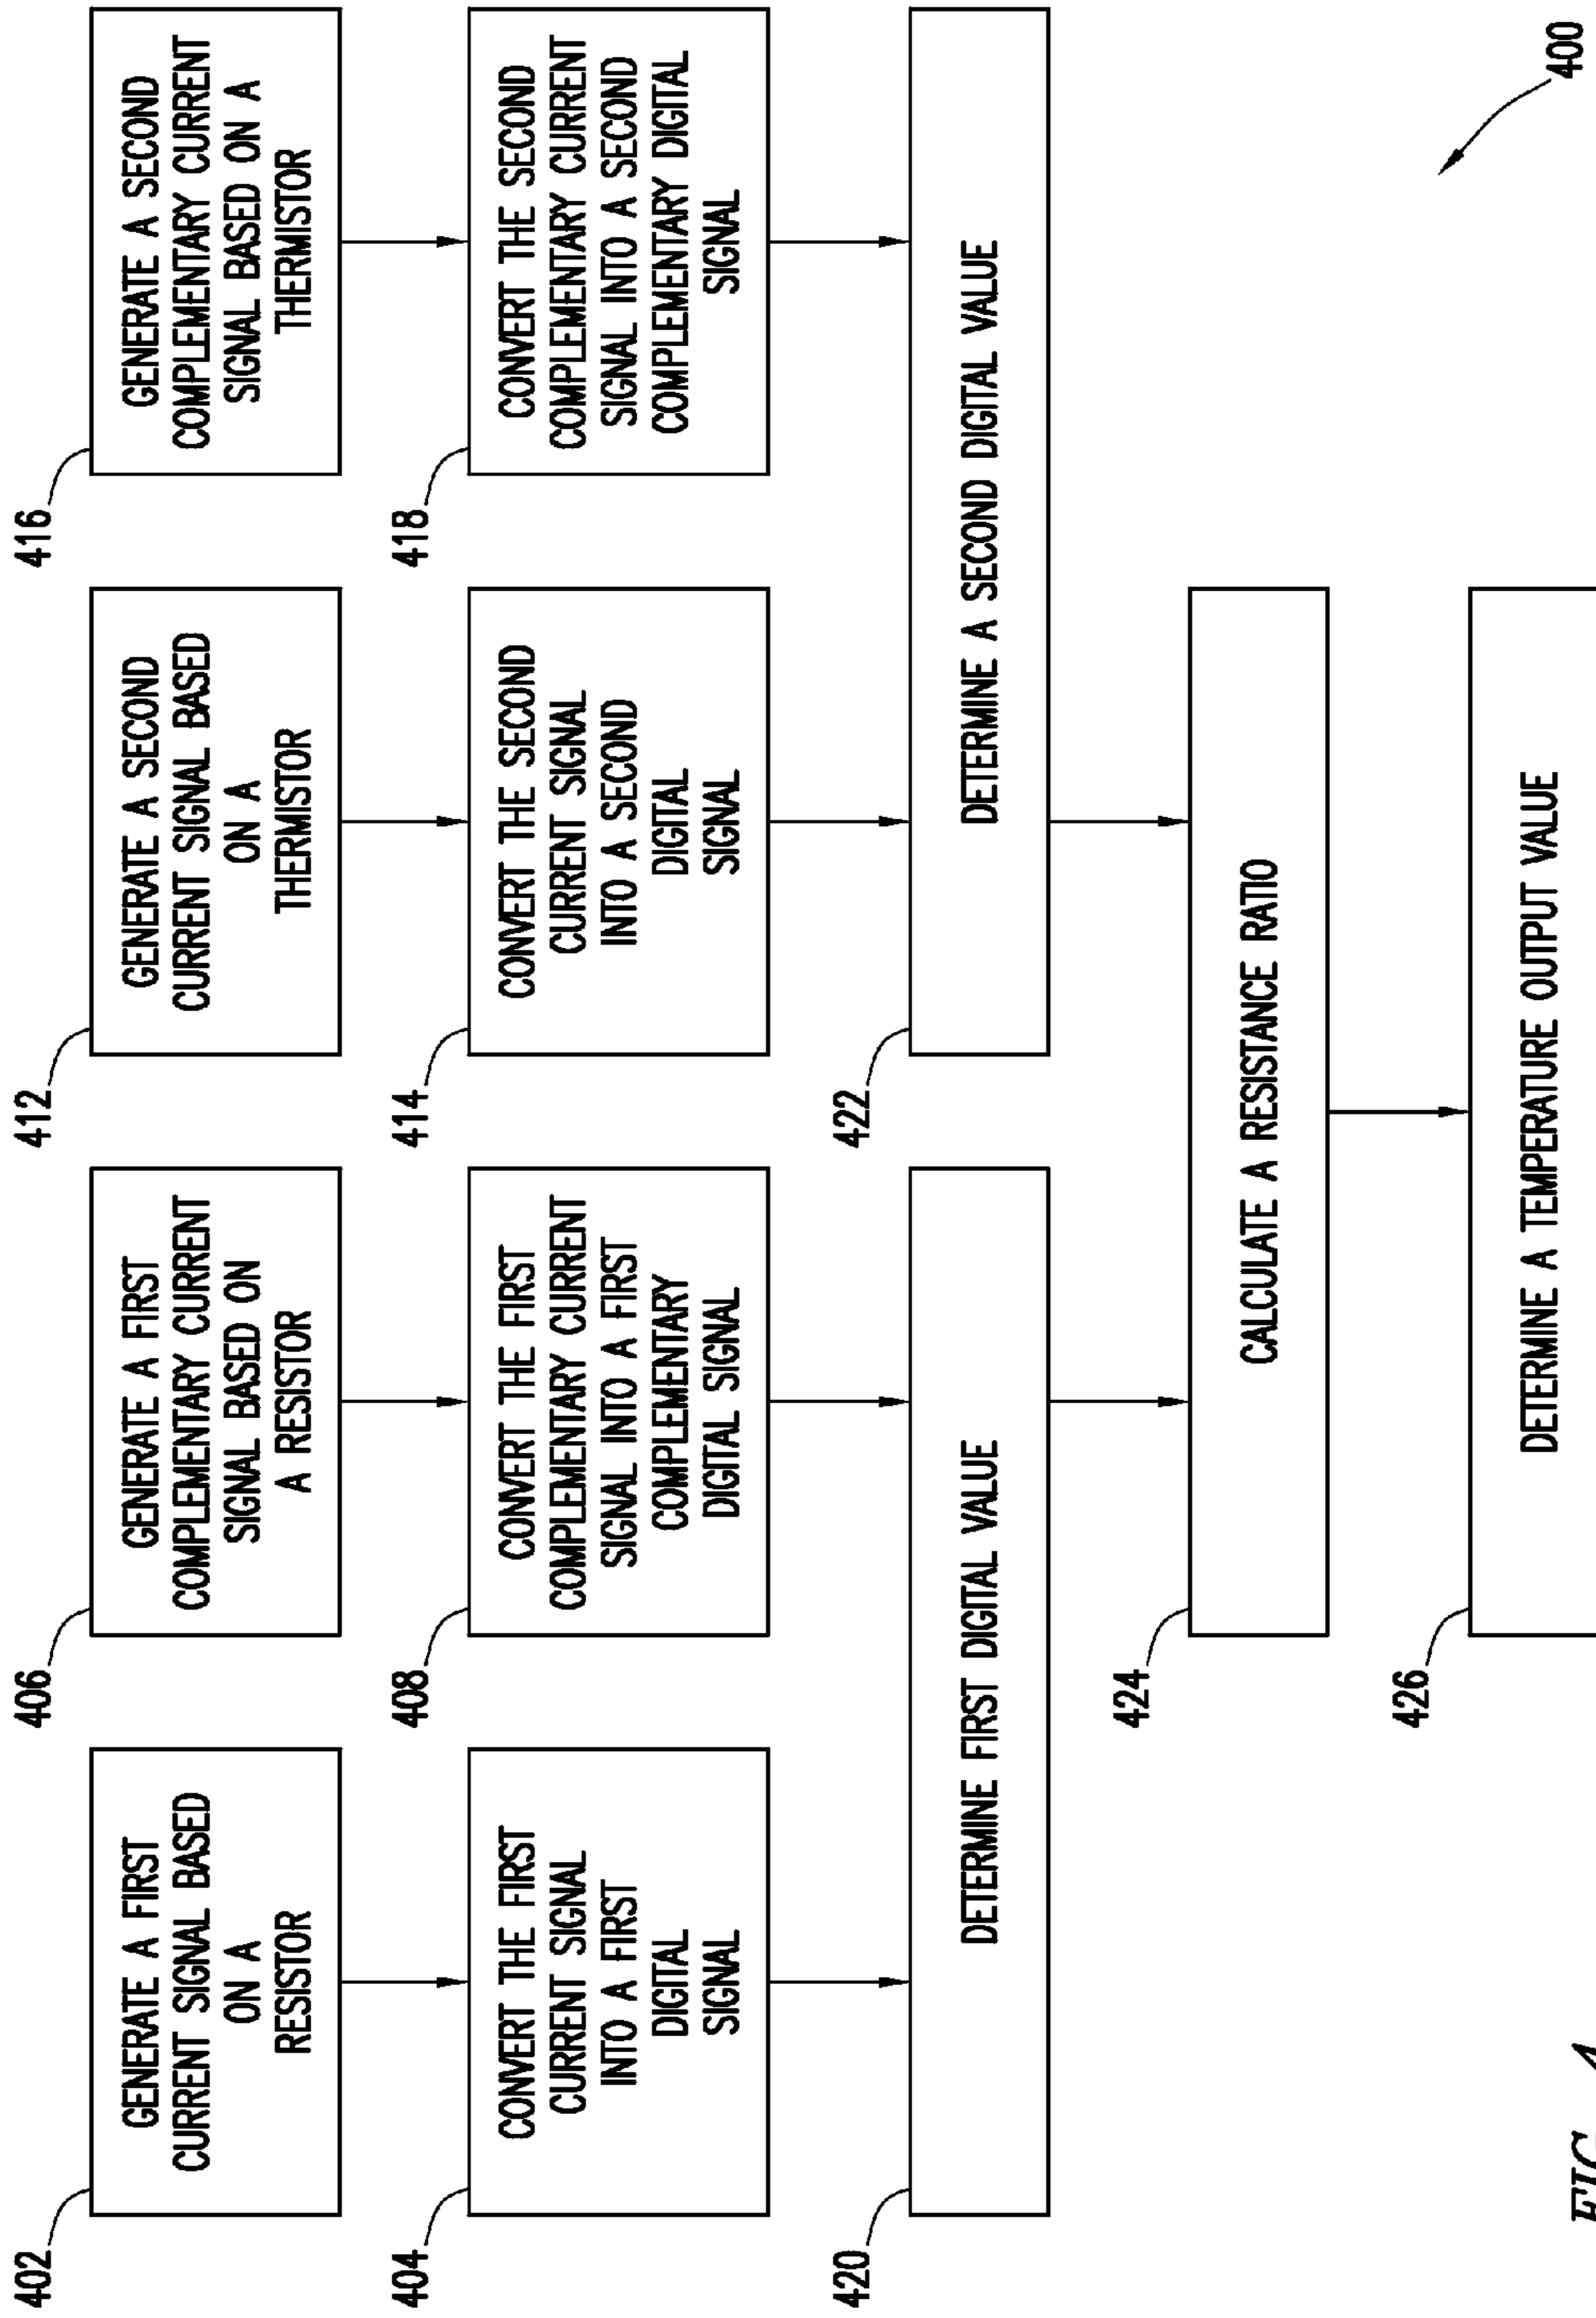 402
GENERATE A FIRST
CURRENT SIGNAL BASED
ON A
RESISTOR
406
GENERATE A FIRST
COMPLEMENTARY CURRENT
SIGNAL BASED ON
A RESISTOR
412
GENERATE A SECOND
CURRENT SIGNAL BASED
ON A
THERMISTOR
416
GENERATE A SECOND
COMPLEMENTARY CURRENT
SIGNAL BASED ON A
THERMISTOR
404
CONVERT THE FIRST
CURRENT SIGNAL
INTO A FIRST
DIGITAL
SIGNAL
408
CONVERT THE FIRST
COMPLEMENTARY CURRENT
SIGNAL INTO A FIRST
COMPLEMENTARY
DIGITAL SIGNAL
414
CONVERT THE SECOND
CURRENT SIGNAL
INTO A SECOND
DIGITAL
SIGNAL
418
CONVERT THE SECOND
COMPLEMENTARY CURRENT
SIGNAL INTO A SECOND
COMPLEMENTARY DIGITAL
SIGNAL
420
DETERMINE FIRST DIGITAL VALUE
422
DETERMINE A SECOND DIGITAL VALUE
424
CALCULATE A RESISTANCE RATIO
426
DETERMINE A TEMPERATURE OUTPUT VALUE
400
FIG. 4